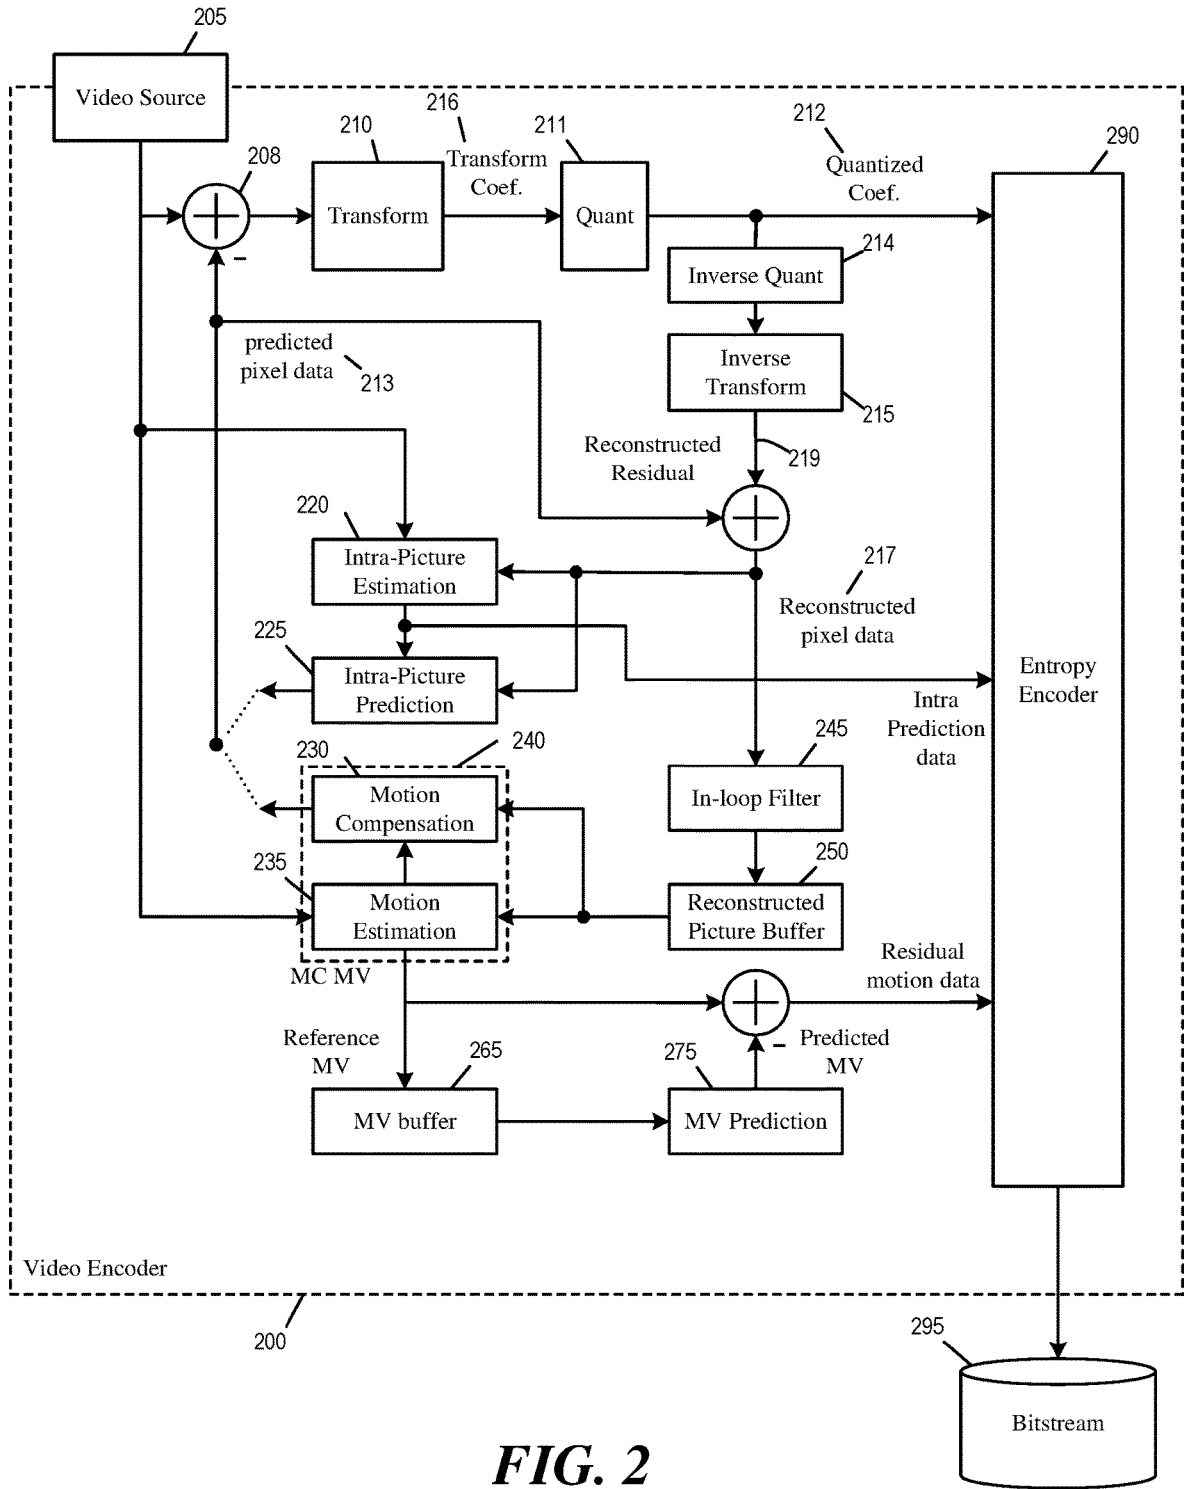 205
Video Source
208
210
Transform
216
Transform
Coef.
211
Quant
212
Quantized
Coef.
290
–
214
Inverse Quant
predicted
pixel data
213
Inverse
Transform
215
Reconstructed
Residual
219
220
Intra-Picture
Estimation
217
Reconstructed
pixel data
225
Intra-Picture
Prediction
Entropy
Encoder
Intra
Prediction
data
230
240
Motion
Compensation
245
In-loop Filter
235
Motion
Estimation
250
Reconstructed
Picture Buffer
MC MV
Residual
motion data
Reference
MV
–
Predicted
MV
265
MV buffer
275
MV Prediction
Video Encoder
200
295
Bitstream
FIG. 2